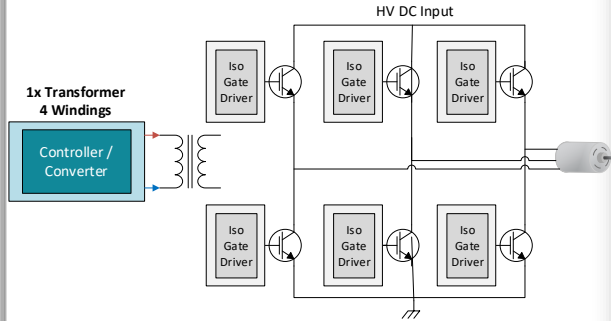 HV DC Input
Iso
Gate
Driver
Iso
Gate
Driver
Iso
Gate
Driver
1x Transformer
4 Windings
Controller /
Converter
Iso
Gate
Driver
Iso
Gate
Driver
Iso
Gate
Driver